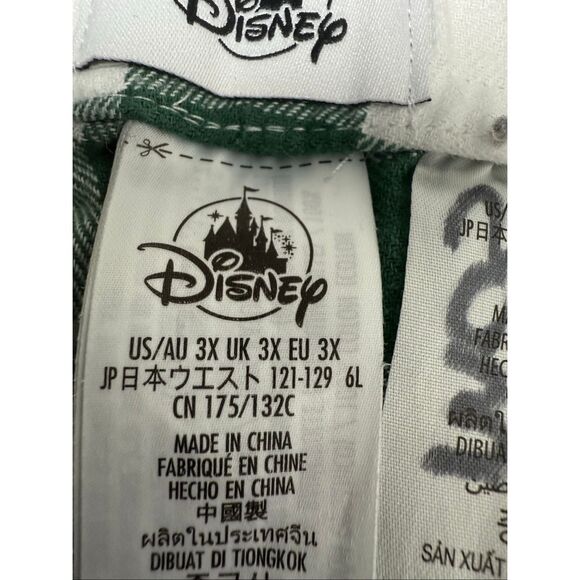 DISNEY
DISNEY
US/AU 3X UK 3X EU 3X
JP日本ウエスト 121-129 6L
CN 175/132C
MADE IN CHINA
FABRIQUÉ EN CHINE
HECHO EN CHINA
中國製
ผลิตในประเทศจีน
DIBUAT DI TIONGKOK
US/
JP日本
MA
FABR
HEC
ผลิตใ
DIBUA
SẢN XUẤT